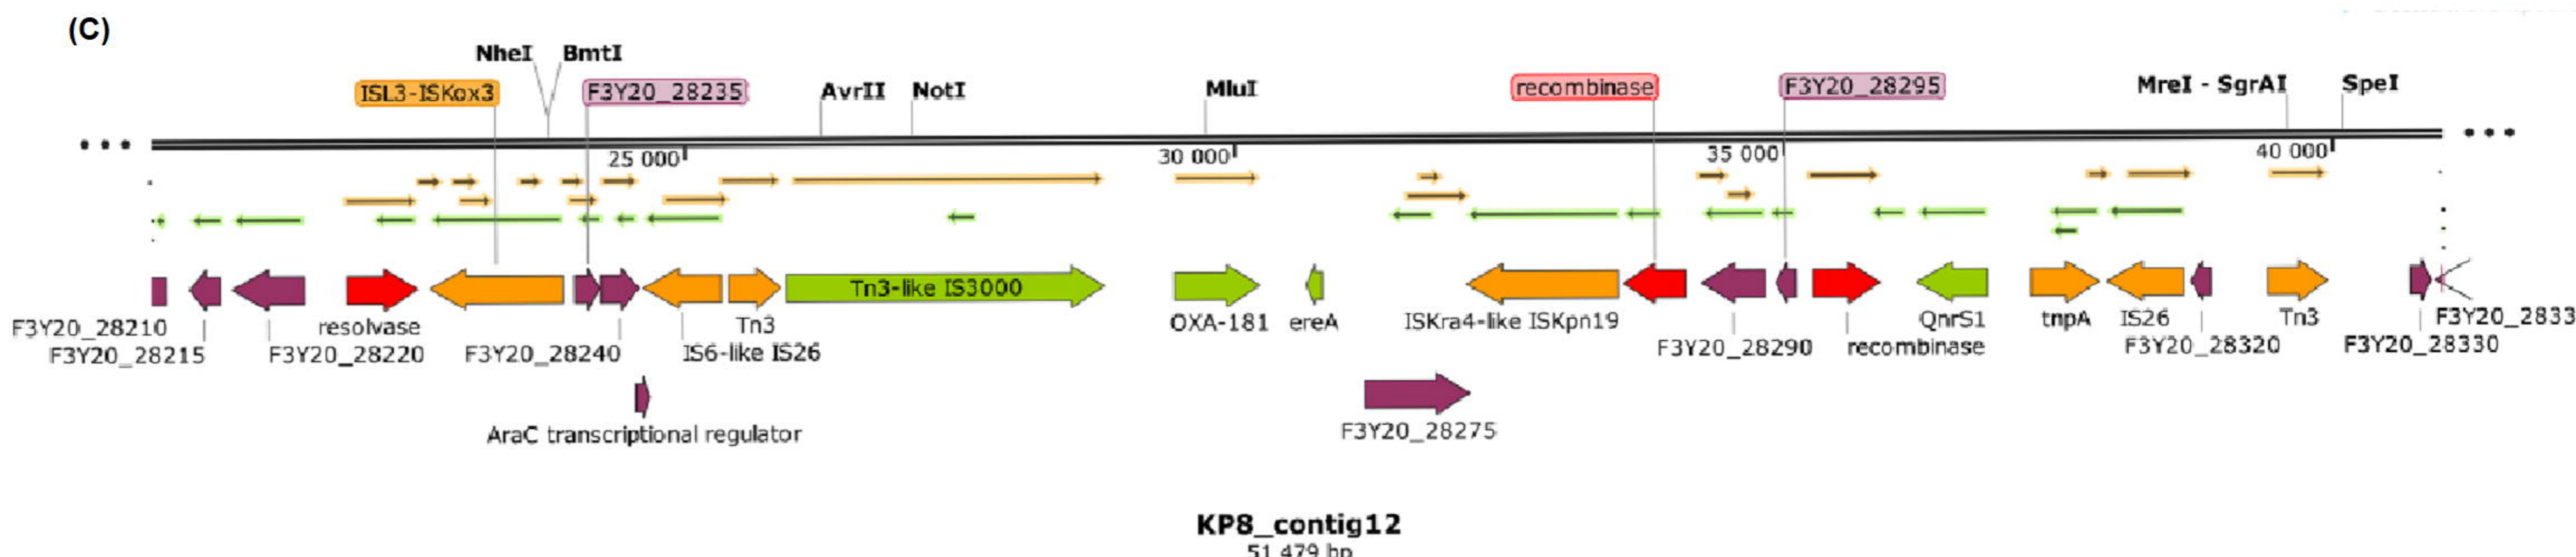 (C)
NheI BmtI
ISL3-ISKox3 F3Y20_28235 AvrII NotI MluI recombinase F3Y20_28295 MreI - SgrAI SpeI
25 000 30 000 35 000 40 000
Tn3-like IS3000
F3Y20_28210 resolvase Tn3 OXA-181 ereA ISKra4-like ISKpn19 QnrS1 tnpA IS26 Tn3 F3Y20_2833
F3Y20_28215 F3Y20_28220 F3Y20_28240 IS6-like IS26 F3Y20_28290 recombinase F3Y20_28320 F3Y20_28330
AraC transcriptional regulator F3Y20_28275
KP8_contig12
51 479 bp